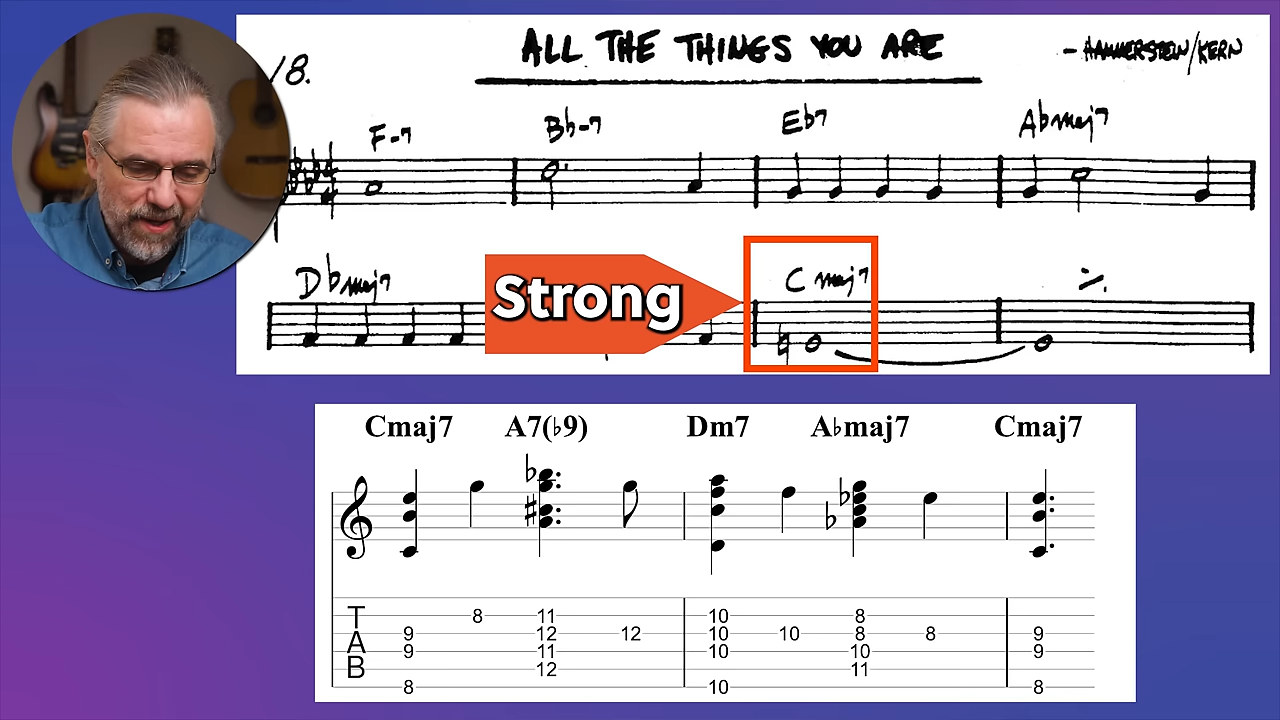 18.
ALL THE THINGS YOU ARE
- HAMMERSTEIN/KERN
F-7 Bb-7 Eb7 Abmaj7
Dbmaj7 Cmaj7
Strong
Cmaj7 A7(♭9) Dm7 A♭maj7 Cmaj7
T 8 11 10 8
A 9 12 12 10 10 8 8 9
9 11 10 10 9
B 12 11
8 10 8